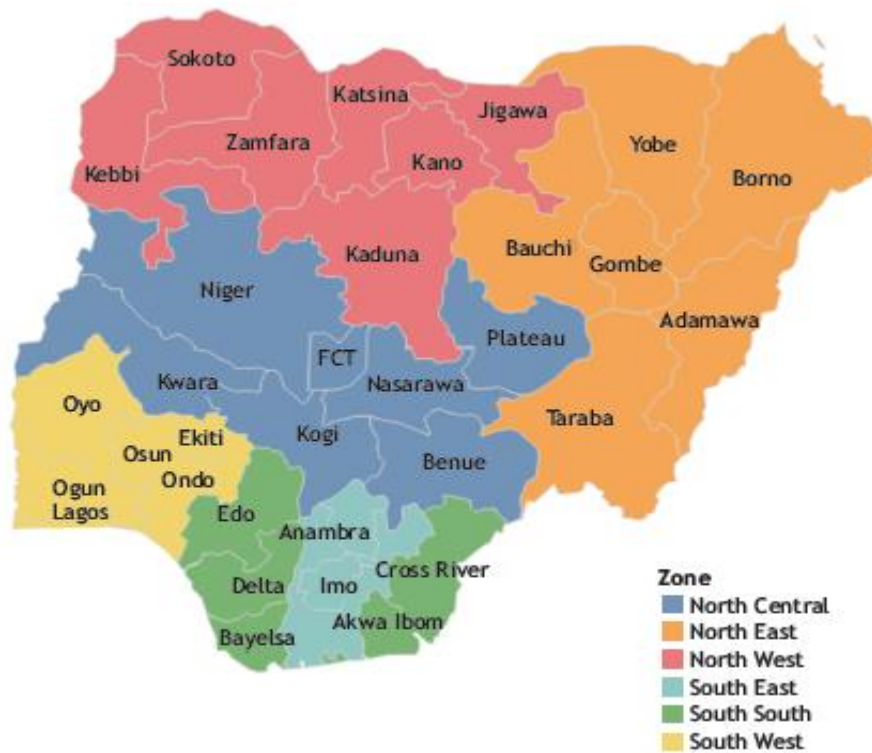 Sokoto
Katsina
Jigawa
Zamfara
Kano
Yobe
Kebbi
Borno
Kaduna
Bauchi
Gombe
Niger
Adamawa
FCT
Plateau
Kwara
Nasarawa
Oyo
Taraba
Ekiti
Kogi
Osun
Benue
Ondo
Ogun
Lagos
Edo
Anambra
Cross River
Delta
Imo
Akwa Ibom
Bayelsa
Zone
North Central
North East
North West
South East
South South
South West